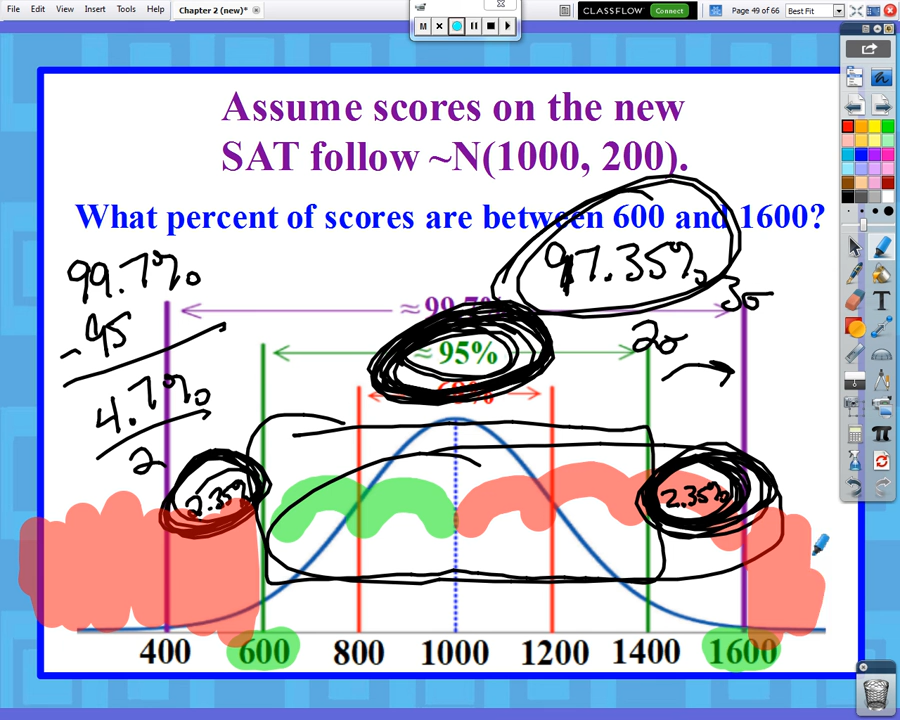 File Edit View Insert Tools Help Chapter 2 (new)* CLASSFLOW Connect Page 49 of 66 Best Fit
M
Assume scores on the new
SAT follow ~N(1000, 200).
What percent of scores are between 600 and 1600?
97.35%
99.7%
- 95
4.7%
2
≈ 99.7%
3σ
2σ
≈ 95%
68%
2.35%
2.35%
400 600 800 1000 1200 1400 1600